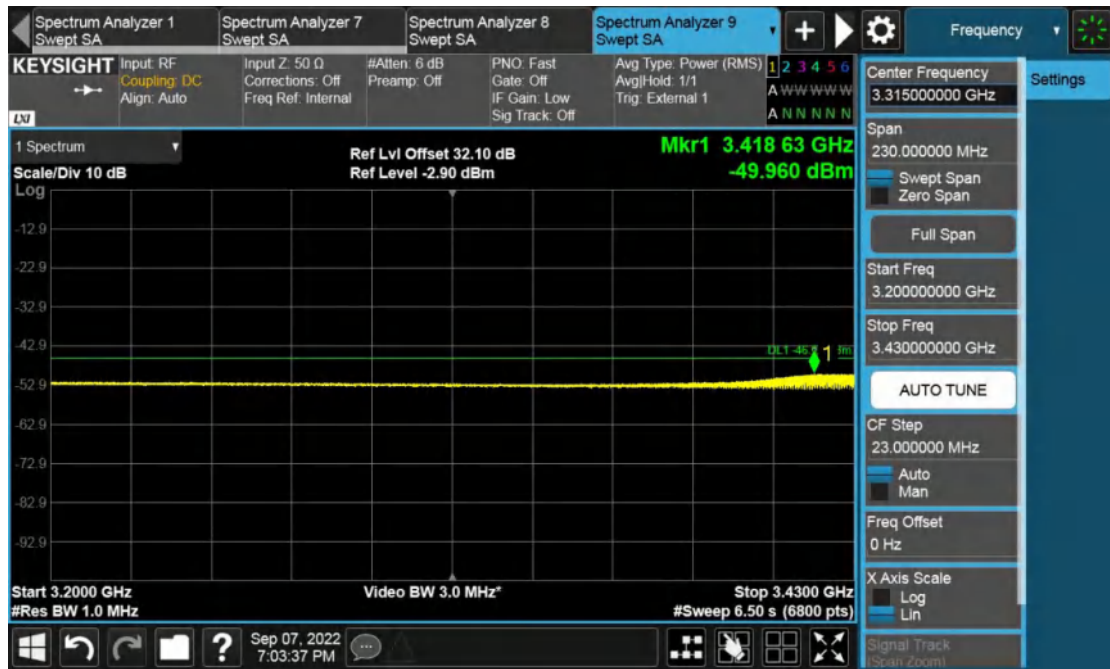 Spectrum Analyzer 1
Swept SA
Spectrum Analyzer 7
Swept SA
Spectrum Analyzer 8
Swept SA
Spectrum Analyzer 9
Swept SA
Frequency
KEYSIGHT
Input: RF
Coupling: DC
Align: Auto
Input Z: 50 Ω
Corrections: Off
Freq Ref: Internal
#Atten: 6 dB
Preamp: Off
PNO: Fast
Gate: Off
IF Gain: Low
Sig Track: Off
Avg Type: Power (RMS)
Avg|Hold: 1/1
Trig: External 1
1 2 3 4 5 6
A W W W W W
A N N N N N
LXI
Center Frequency
3.315000000 GHz
Settings
Span
230.000000 MHz
Swept Span
Zero Span
Full Span
Start Freq
3.200000000 GHz
Stop Freq
3.430000000 GHz
AUTO TUNE
CF Step
23.000000 MHz
Auto
Man
Freq Offset
0 Hz
X Axis Scale
Log
Lin
Signal Track
(Span Zoom)
1 Spectrum
Scale/Div 10 dB
Log
Ref Lvl Offset 32.10 dB
Ref Level -2.90 dBm
Mkr1 3.418 63 GHz
-49.960 dBm
-12.9
-22.9
-32.9
-42.9
DL1
1
-52.9
-62.9
-72.9
-82.9
-92.9
Start 3.2000 GHz
#Res BW 1.0 MHz
Video BW 3.0 MHz*
Stop 3.4300 GHz
#Sweep 6.50 s (6800 pts)
?
Sep 07, 2022
7:03:37 PM